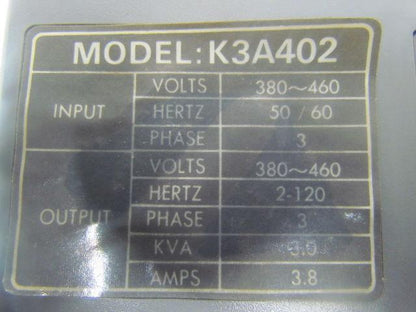 MODEL: K3A402
INPUT VOLTS 380~460
HERTZ 50 / 60
PHASE 3
OUTPUT VOLTS 380~460
HERTZ 2-120
PHASE 3
KVA 3.0
AMPS 3.8